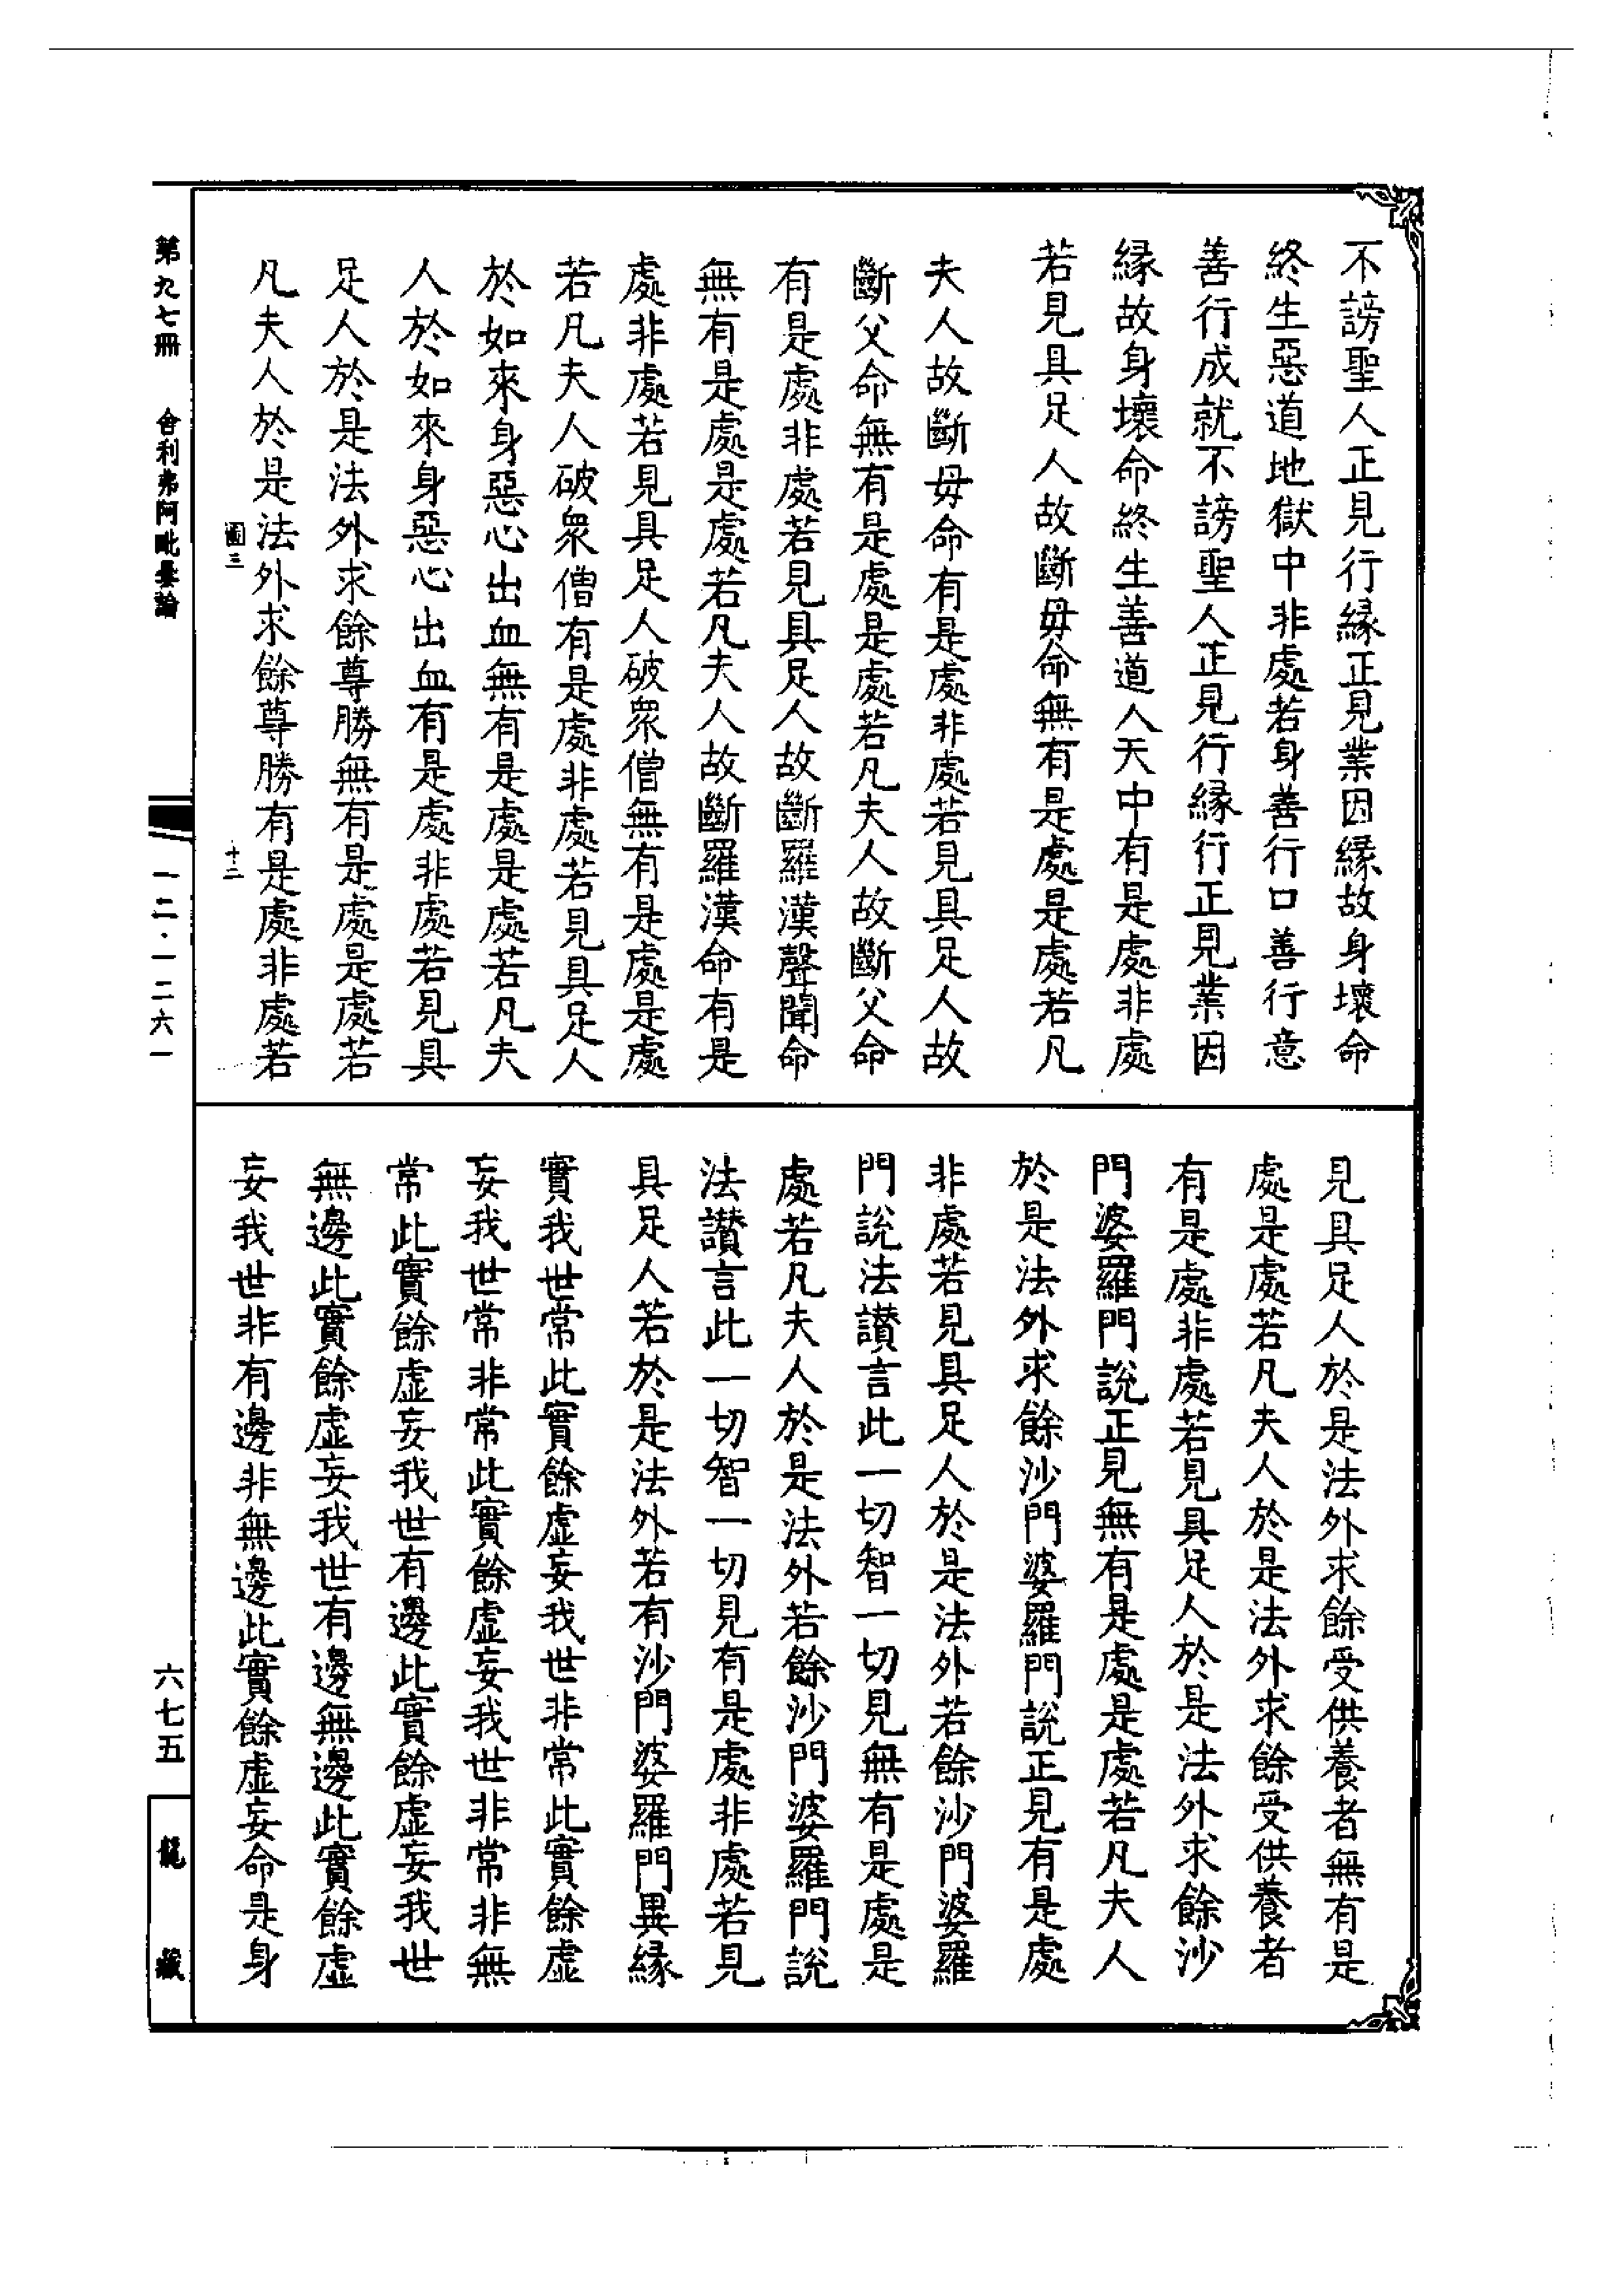 不謗聖人正見行緣正見業因緣故身壞命
終生惡道地獄中非處若身善行口善行意
善行成就不謗聖人正見行緣行正見業因
緣故身壞命終生善道人天中有是處非處
若見具足人故斷毋命無有是處是處若凡
夫人故斷毋命有是處非處若見具足人故
斷父命無有是處是處若凡夫人故斷父命
有是處非處若見具足人故斷羅漢聲聞命
無有是處是處若凡夫人故斷羅漢命有是
處非處若見具足人破眾僧無有是處是處
若凡夫人破眾僧有是處非處若見具足人
於如來身惡心出血無有是處是處若凡夫
人於如來身惡心出血有是處非處若見具
足人於是法外求餘尊勝無有是處是處若
凡夫人於是法外求餘尊勝有是處非處若
圖三
十二
見具足人於是法外求餘受供養者無有是
處是處若凡夫人於是法外求餘受供養者
有是處非處若見具足人於是法外求餘沙
門婆羅門說正見無有是處是處若凡夫人
於是法外求餘沙門婆羅門說正見有是處
非處若見具足人於是法外若餘沙門婆羅
門說法讚言此一切智一切見無有是處是
處若凡夫人於是法外若餘沙門婆羅門說
法讚言此一切智一切見有是處非處若見
具足人若於是法外若有沙門婆羅門異緣
實我世常此實餘虛妄我世非常此實餘虛
妄我世常非常此實餘虛妄我世非常非無
常此實餘虛妄我世有邊此實餘虛妄我世
無邊此實餘虛妄我世有邊無邊此實餘虛
妄我世非有邊非無邊此實餘虛妄命是身
第九七冊 舍利弗阿毗曇論
一二·一二六一
六七五
龍藏